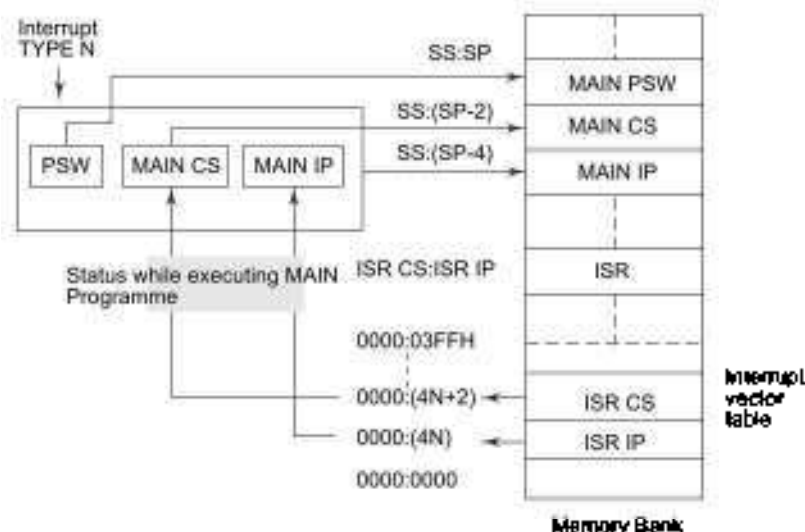 Interrupt
TYPE N
SS:SP
MAIN PSW
SS:(SP-2)
MAIN CS
PSW
MAIN CS
MAIN IP
SS:(SP-4)
MAIN IP
Status while executing MAIN
Programme
ISR CS:ISR IP
ISR
0000:03FFH
0000:(4N+2)
ISR CS
Interrupt
vector
table
0000:(4N)
ISR IP
0000:0000
Memory Bank